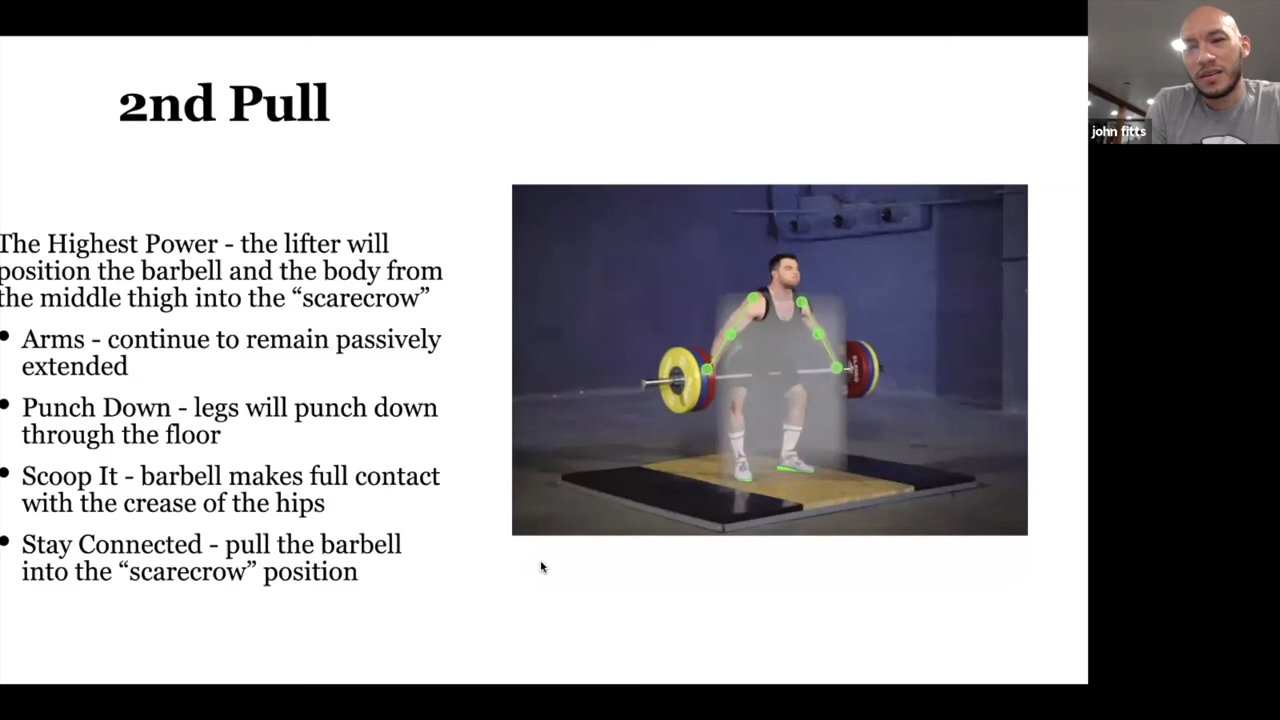 2nd Pull
john fitts
The Highest Power - the lifter will
position the barbell and the body from
the middle thigh into the “scarecrow”
• Arms - continue to remain passively
extended
• Punch Down - legs will punch down
through the floor
• Scoop It - barbell makes full contact
with the crease of the hips
• Stay Connected - pull the barbell
into the “scarecrow” position